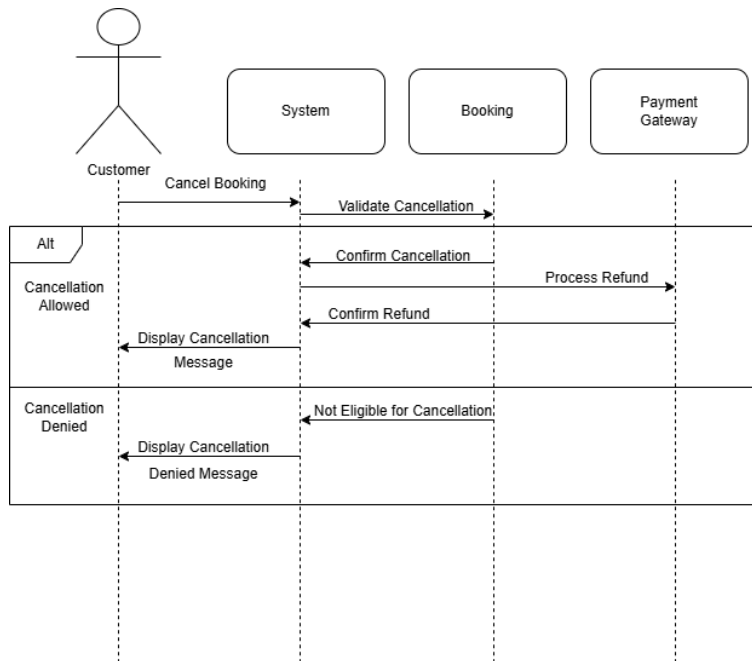 System
Booking
Payment
Gateway
Customer
Cancel Booking
Validate Cancellation
Alt
Confirm Cancellation
Cancellation
Allowed
Process Refund
Confirm Refund
Display Cancellation
Message
Cancellation
Denied
Not Eligible for Cancellation
Display Cancellation
Denied Message